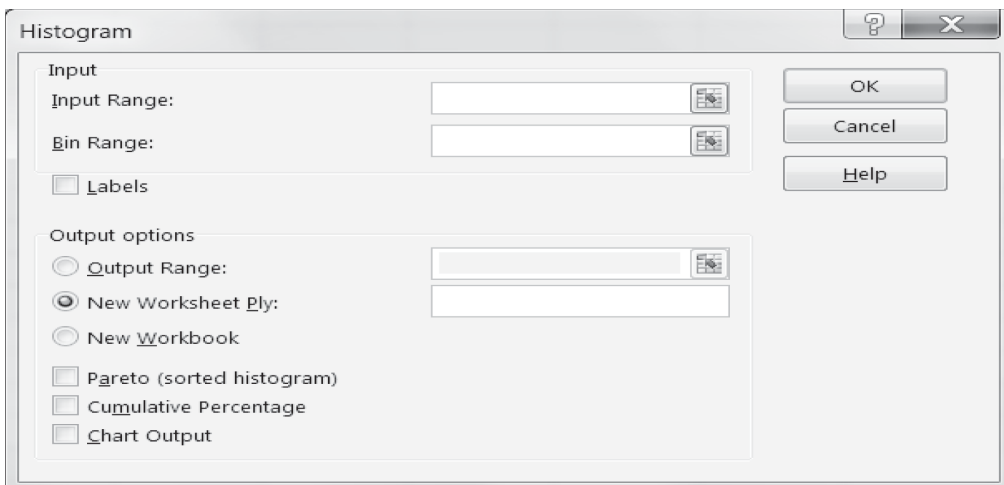 Histogram
Input
Input Range:
Bin Range:
Labels
OK
Cancel
Help
Output options
Output Range:
New Worksheet Ply:
New Workbook
Pareto (sorted histogram)
Cumulative Percentage
Chart Output